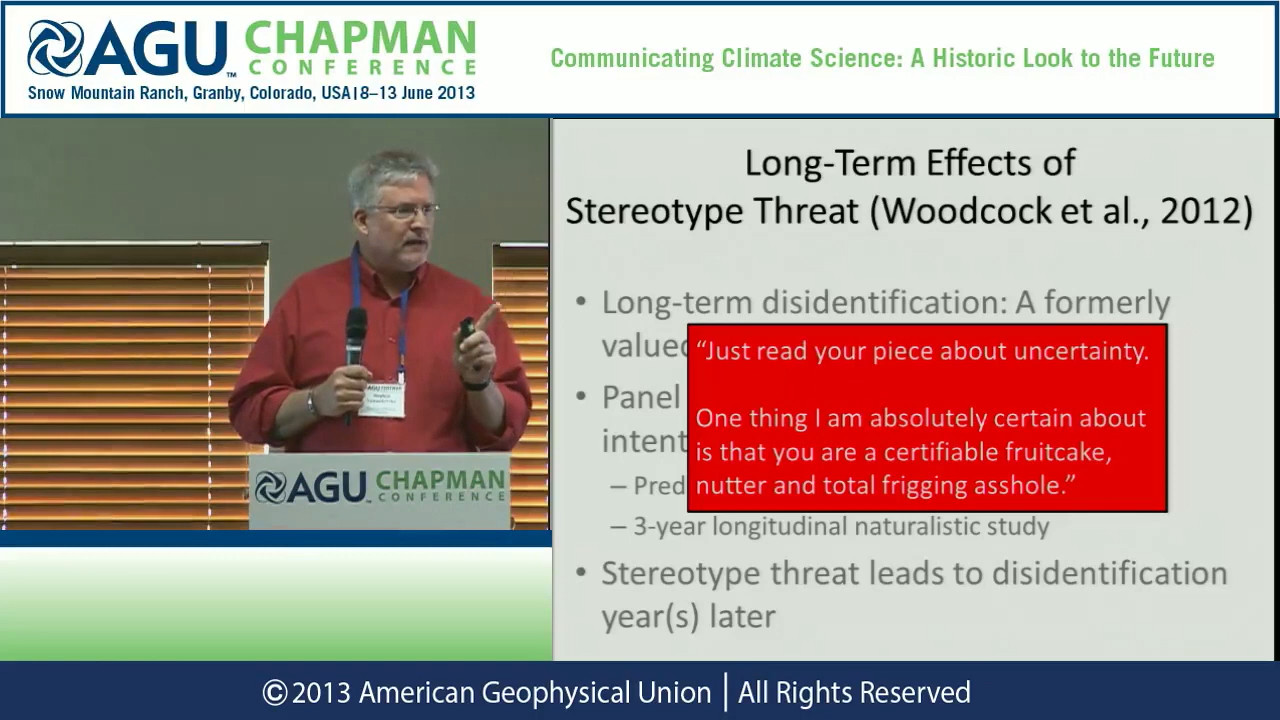 AGU CHAPMAN
TM CONFERENCE
Snow Mountain Ranch, Granby, Colorado, USA|8–13 June 2013
Communicating Climate Science: A Historic Look to the Future
Long-Term Effects of
Stereotype Threat (Woodcock et al., 2012)
• Long-term disidentification: A formerly
value
• Panel
intent
– Pred
– 3-year longitudinal naturalistic study
• Stereotype threat leads to disidentification
year(s) later
“Just read your piece about uncertainty.
One thing I am absolutely certain about
is that you are a certifiable fruitcake,
nutter and total frigging asshole.”
AGU CHAPMAN
CONFERENCE
©2013 American Geophysical Union | All Rights Reserved